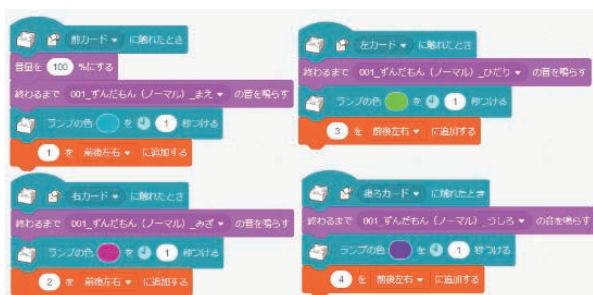 前カード に触れたとき
音量を 100 %にする
終わるまで 001_ずんだもん(ノーマル)_まえ の音を鳴らす
ランプの色 を 1 秒つける
1 を 前後左右 に追加する
左カード に触れたとき
終わるまで 001_ずんだもん(ノーマル)_ひだり の音を鳴らす
ランプの色 を 1 秒つける
3 を 前後左右 に追加する
右カード に触れたとき
終わるまで 001_ずんだもん(ノーマル)_みぎ の音を鳴らす
ランプの色 を 1 秒つける
2 を 前後左右 に追加する
後ろカード に触れたとき
終わるまで 001_ずんだもん(ノーマル)_うしろ の音を鳴らす
ランプの色 を 1 秒つける
4 を 前後左右 に追加する